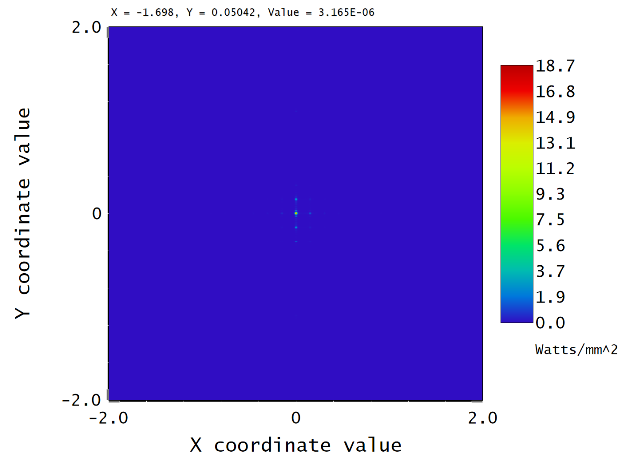 X = -1.698, Y = 0.05042, Value = 3.165E-06
2.0
0
-2.0
Y coordinate value
-2.0 0 2.0
X coordinate value
18.7
16.8
14.9
13.1
11.2
9.3
7.5
5.6
3.7
1.9
0.0
Watts/mm^2